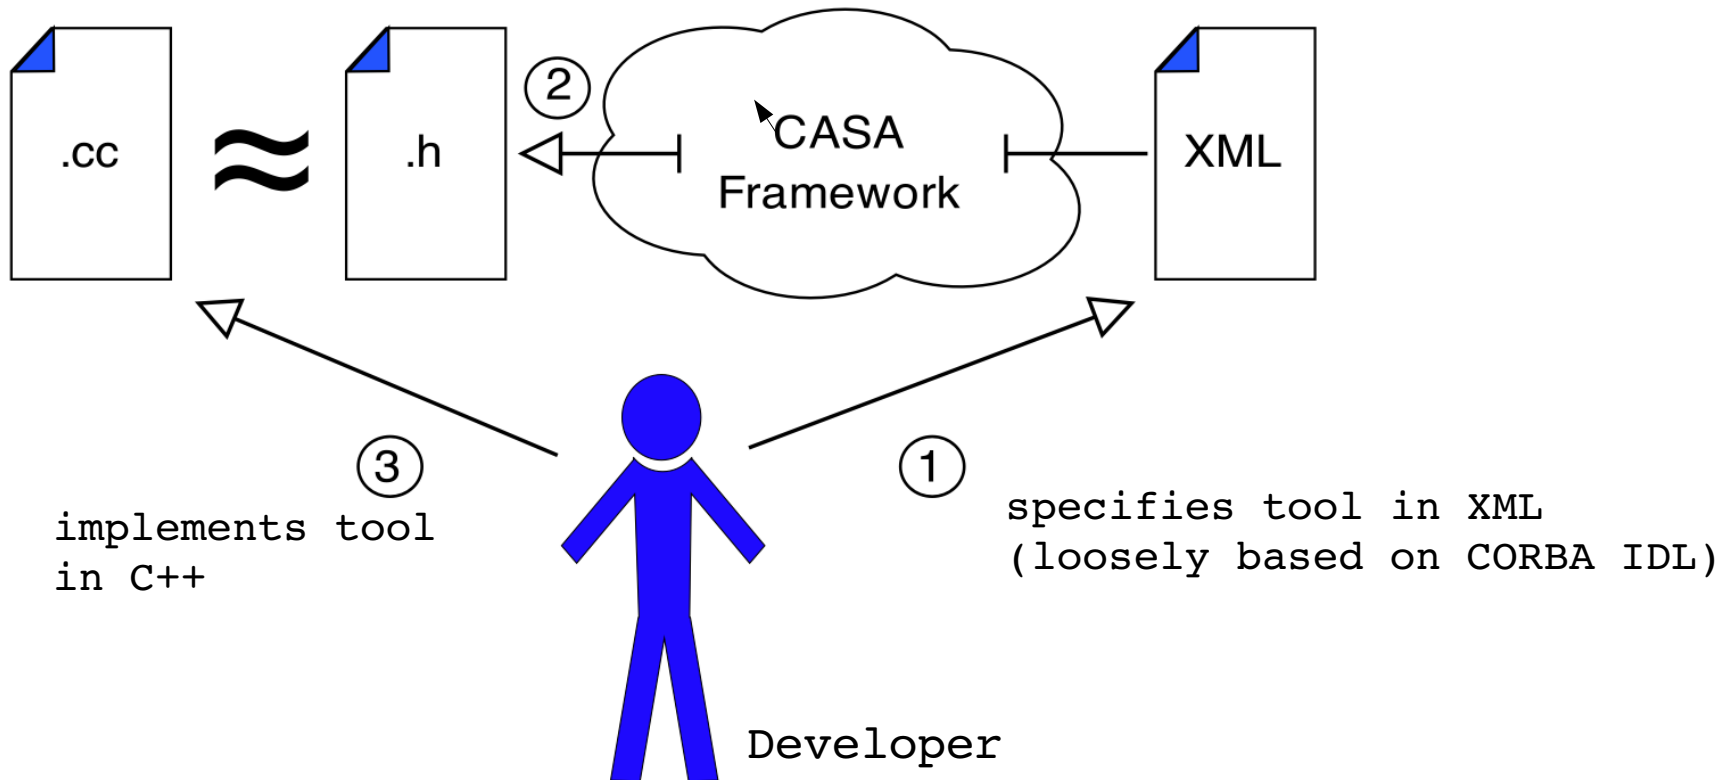 .cc
≈
.h
2
CASA
Framework
XML
3
1
implements tool
in C++
specifies tool in XML
(loosely based on CORBA IDL)
Developer